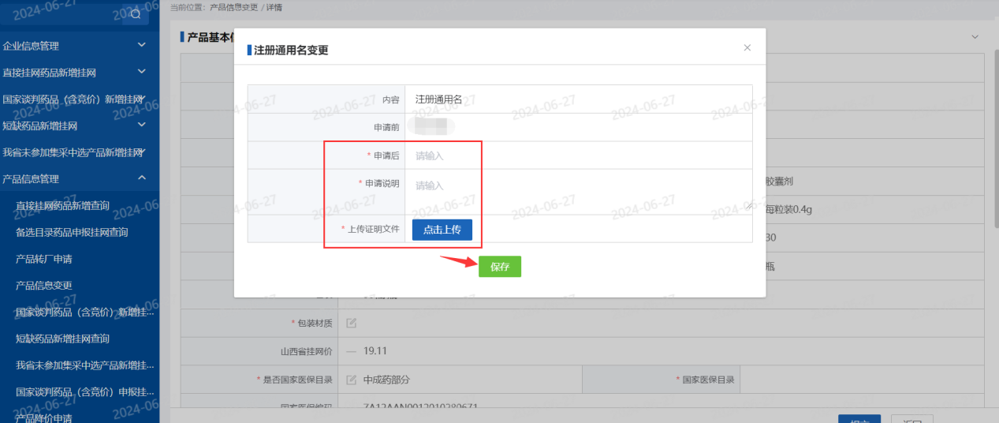 当前位置：产品信息变更 / 详情
企业信息管理
直接挂网药品新增挂网
国家谈判药品（含竞价）新增挂网
短缺药品新增挂网
我省未参加集采中选产品新增挂网
产品信息管理
直接挂网药品新增查询
备选目录药品申报挂网查询
产品转厂申请
产品信息变更
国家谈判药品（含竞价）新增挂...
短缺药品新增挂网查询
我省未参加集采中选产品新增挂...
国家谈判药品（含竞价）申报挂...
产品降价申请
产品基本信
注册通用名变更
×
内容 注册通用名
申请前
* 申请后 请输入
* 申请说明 请输入
* 上传证明文件 点击上传
保存
胶囊剂
每粒装0.4g
30
瓶
* 包装材质
山西省挂网价 — 19.11
* 是否国家医保目录 中成药部分 * 国家医保目录
国家医保编码
提交 返回
2024-06-27